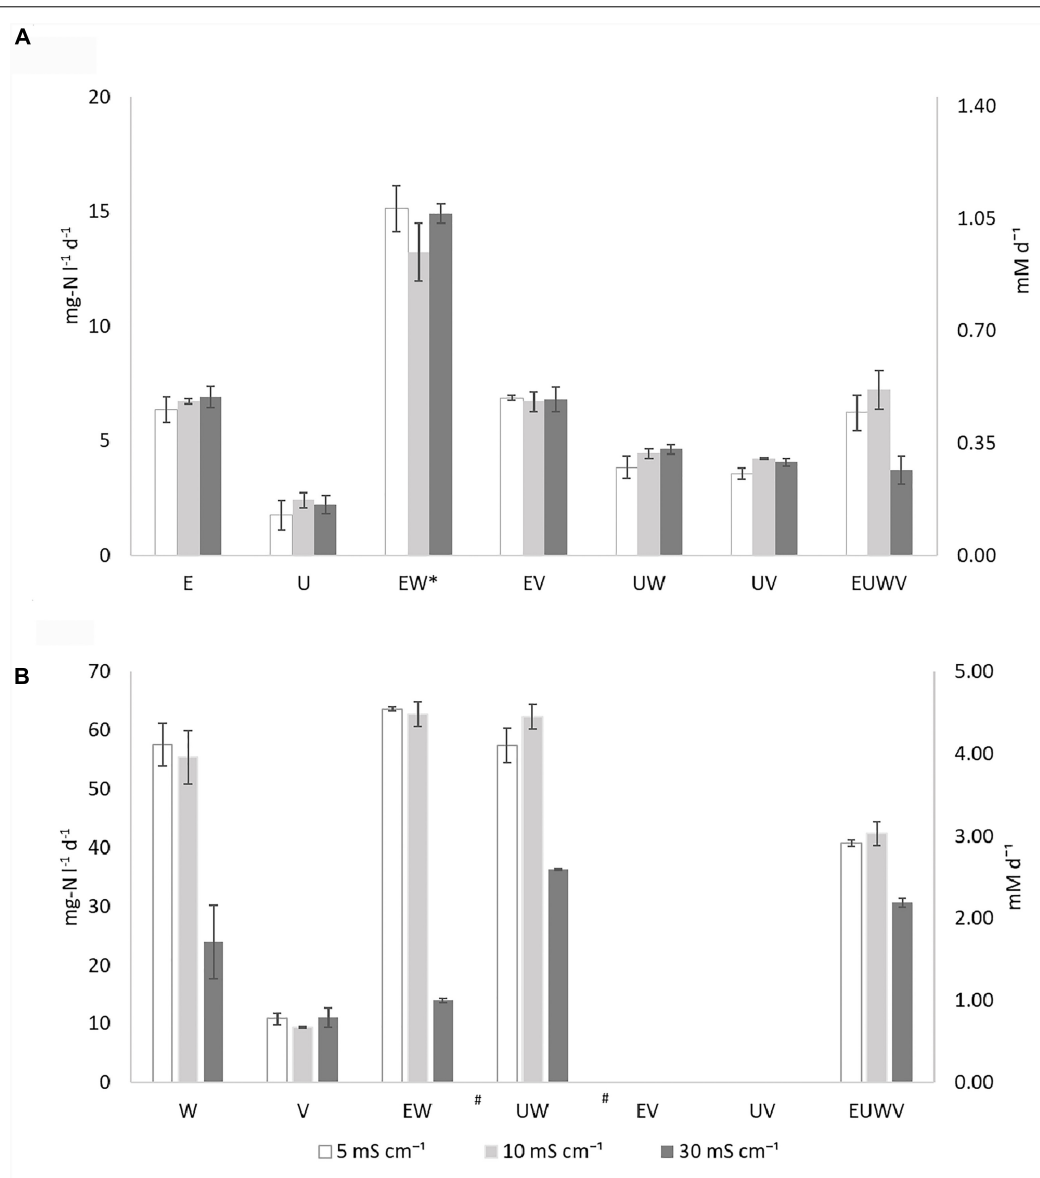 A
20
15
10
5
0
mg-N l⁻¹ d⁻¹
1.40
1.05
0.70
0.35
0.00
mM d⁻¹
E U EW* EV UW UV EUWV
B
70
60
50
40
30
20
10
0
mg-N l⁻¹ d⁻¹
5.00
4.00
3.00
2.00
1.00
0.00
mM d⁻¹
W V EW # UW # EV UV EUWV
5 mS cm⁻¹ 10 mS cm⁻¹ 30 mS cm⁻¹